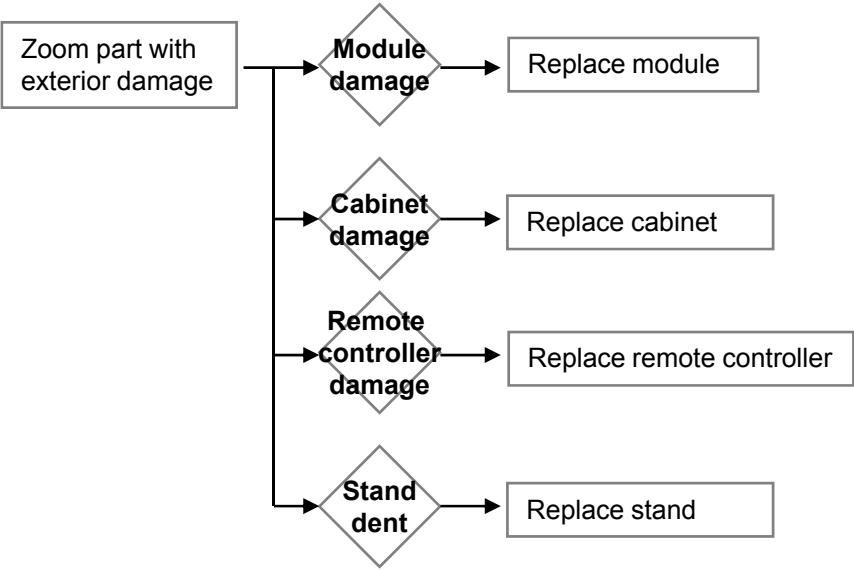 Zoom part with
exterior damage
Module
damage
Replace module
Cabinet
damage
Replace cabinet
Remote
controller
damage
Replace remote controller
Stand
dent
Replace stand